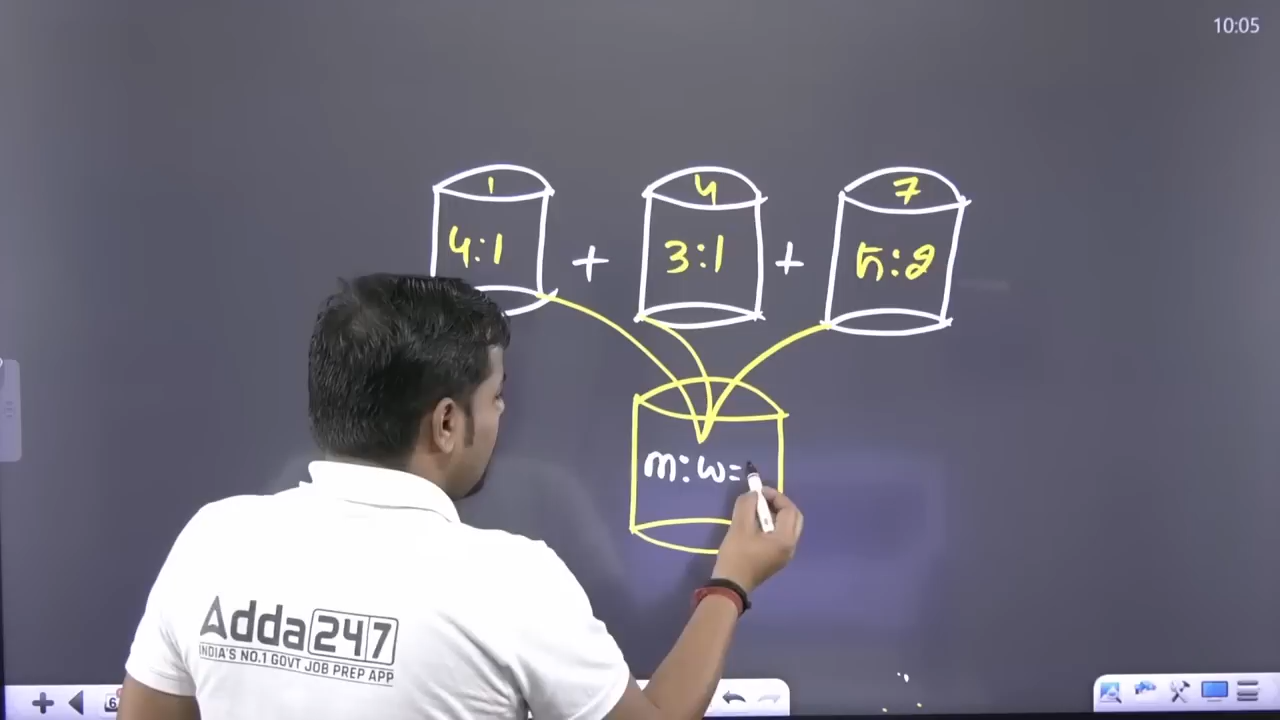 10:05
1 4 7
4:1 + 3:1 + 5:2
m:w=
Adda247
INDIA'S NO.1 GOVT JOB PREP APP